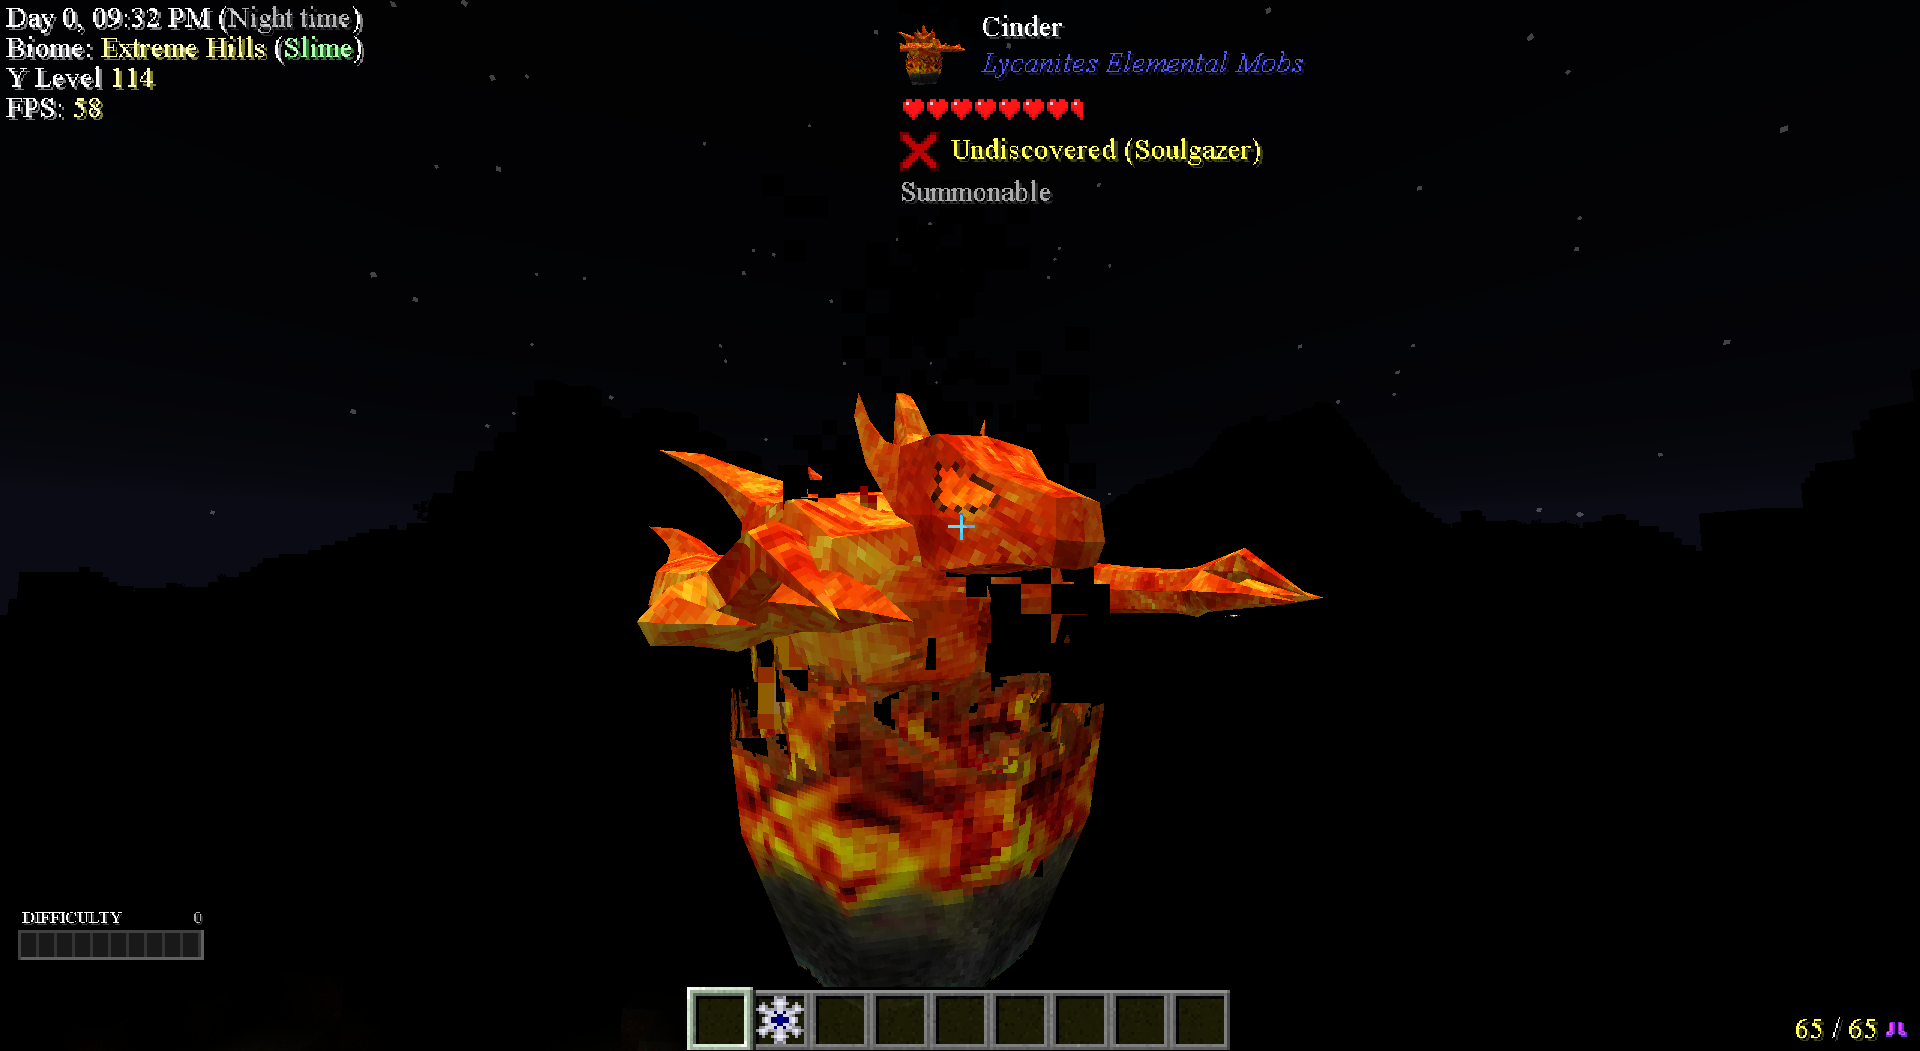 Day 0, 09:32 PM (Night time)
Biome: Extreme Hills (Slime)
Y Level 114
FPS: 58
Cinder
Lycanites Elemental Mobs
Undiscovered (Soulgazer)
Summonable
DIFFICULTY 0
65 / 65